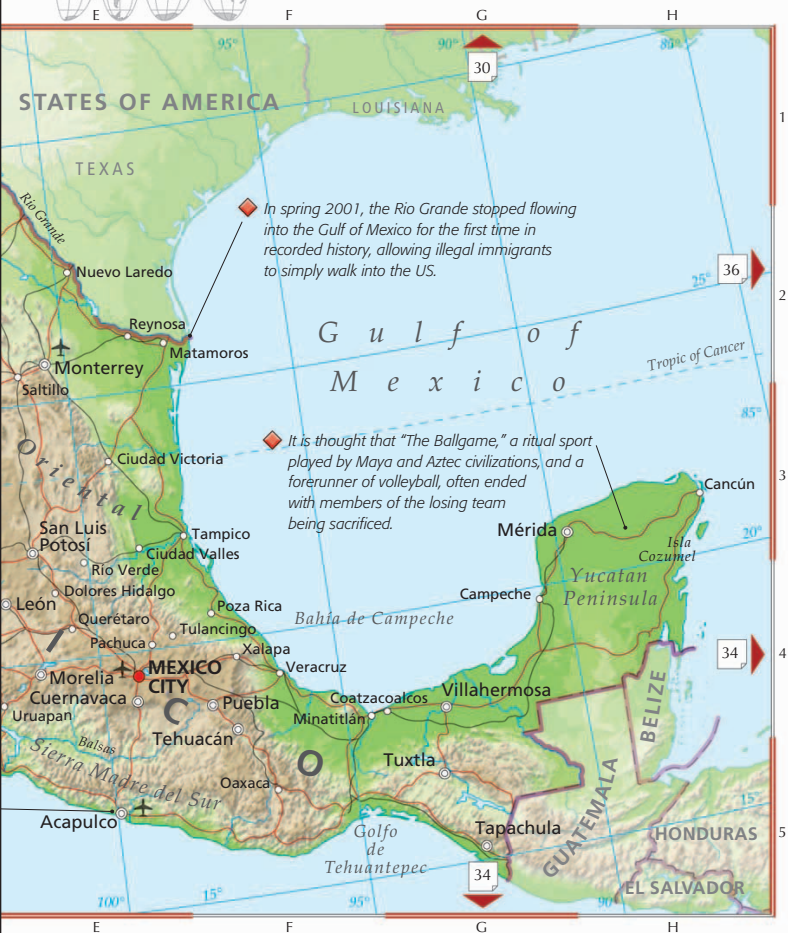 E F G H
95° 90° 85°
30
STATES OF AMERICA
LOUISIANA
1
TEXAS
Rio Grande
In spring 2001, the Rio Grande stopped flowing
into the Gulf of Mexico for the first time in
recorded history, allowing illegal immigrants
to simply walk into the US.
36
25°
Nuevo Laredo
2
Reynosa
Gulf of
Mexico
Matamoros
Monterrey
Tropic of Cancer
Saltillo
85°
It is thought that “The Ballgame,” a ritual sport
played by Maya and Aztec civilizations, and a
forerunner of volleyball, often ended
with members of the losing team
being sacrificed.
Oriental
Ciudad Victoria
3
Cancún
San Luis
Potosí
Tampico
Mérida
20°
Ciudad Valles
Isla
Cozumel
Río Verde
Yucatan
Peninsula
Dolores Hidalgo
León
Campeche
Poza Rica
Bahía de Campeche
Querétaro
Tulancingo
Pachuca
Xalapa
34
4
Morelia
MEXICO
CITY
Veracruz
Cuernavaca
Puebla
Coatzacoalcos
Villahermosa
BELIZE
Uruapan
Minatitlán
I C O
Tehuacán
Balsas
Sierra Madre del Sur
Tuxtla
Oaxaca
GUATEMALA
15°
Acapulco
Golfo
de
Tehuantepec
Tapachula
HONDURAS
5
34
EL SALVADOR
100° 15° 95° 90°
E F G H